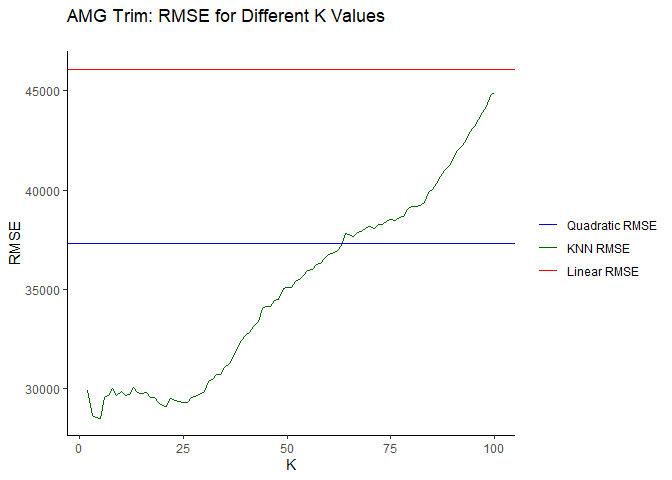 AMG Trim: RMSE for Different K Values
45000
40000
35000
30000
RMSE
0
25
50
75
100
K
Quadratic RMSE
KNN RMSE
Linear RMSE